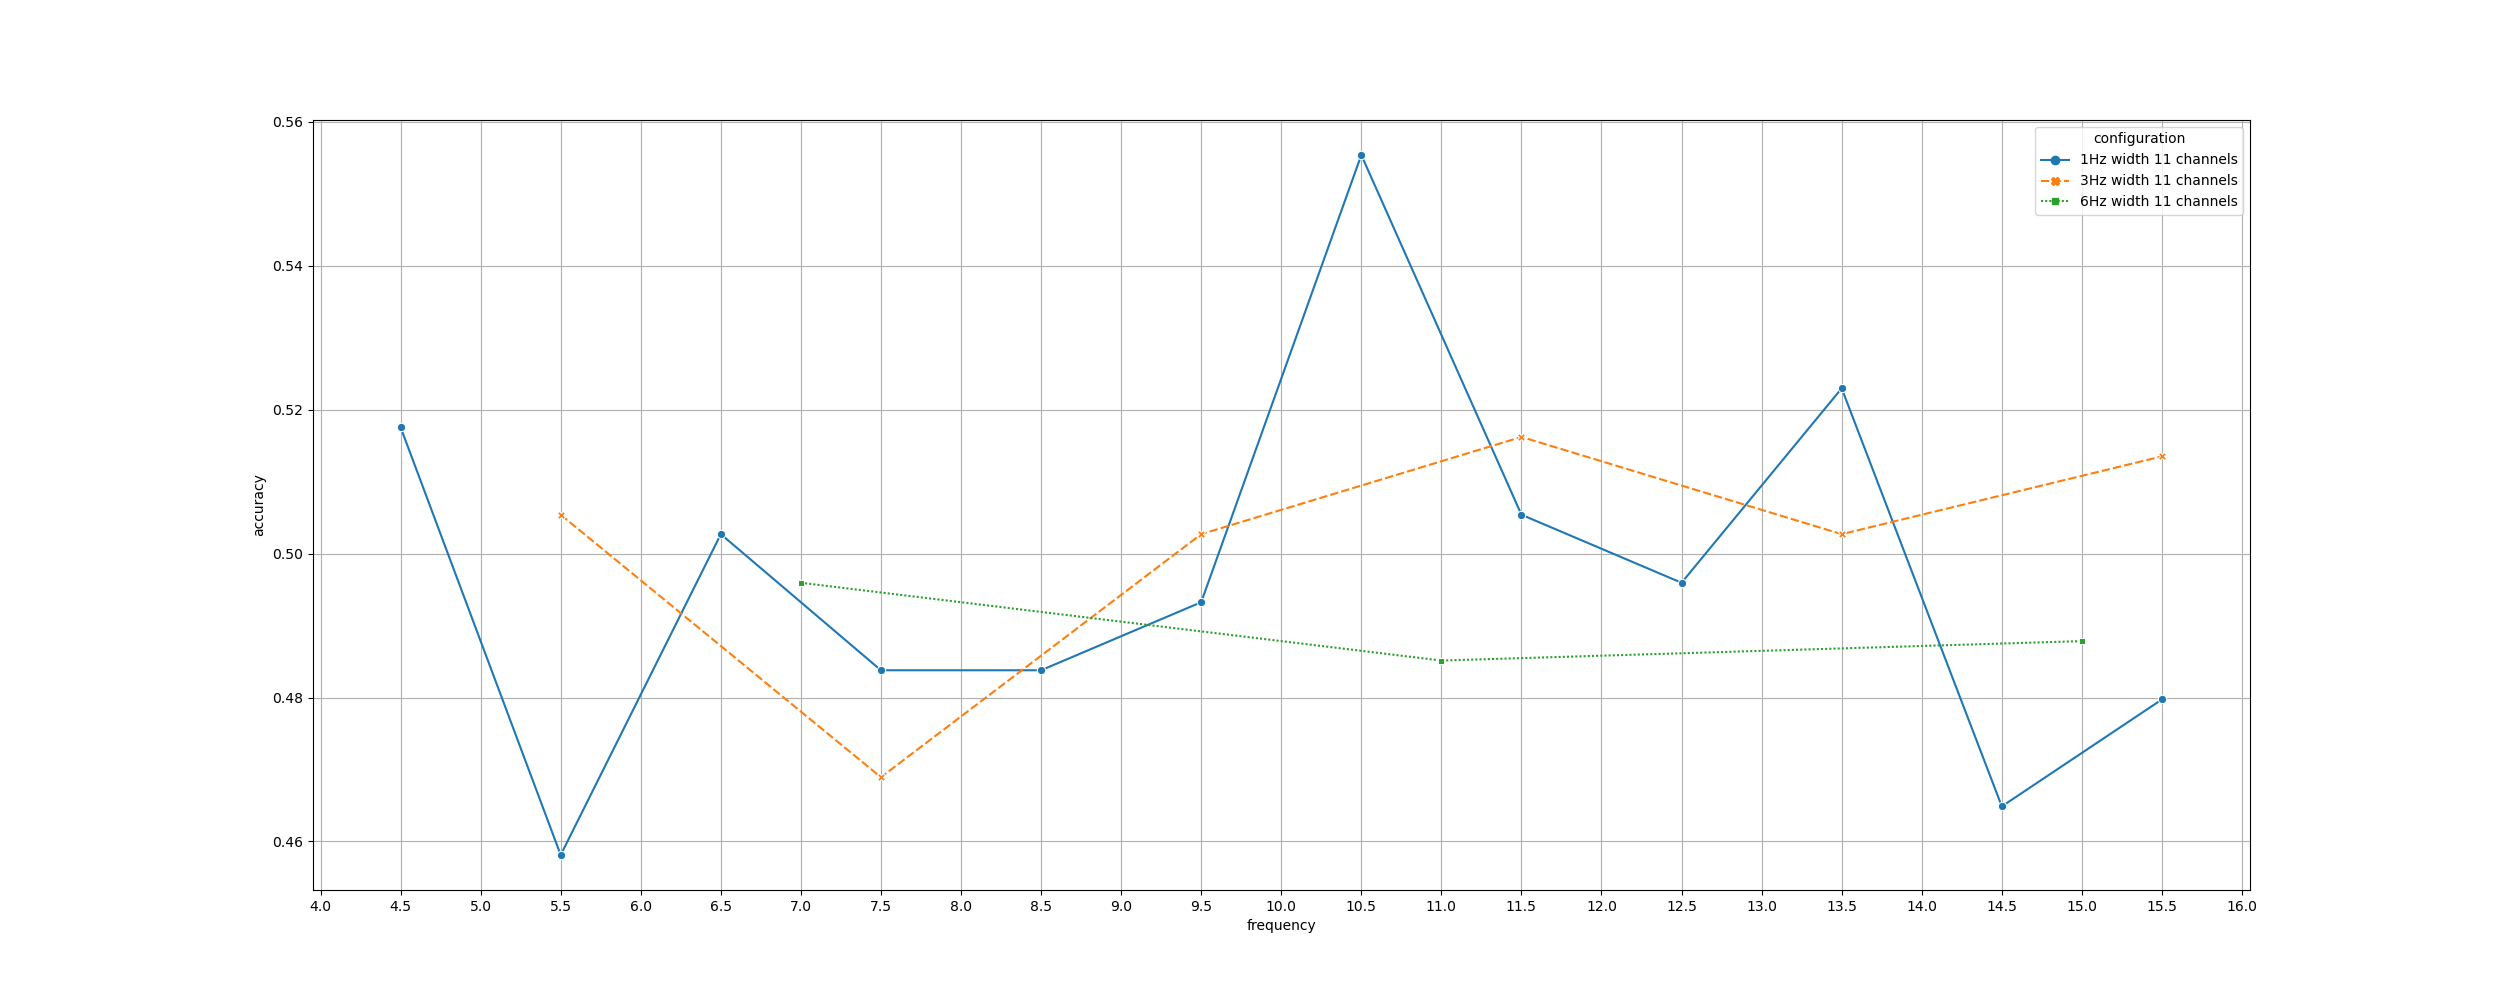 0.56
0.54
0.52
0.50
0.48
0.46
accuracy
configuration
1Hz width 11 channels
3Hz width 11 channels
6Hz width 11 channels
4.0 4.5 5.0 5.5 6.0 6.5 7.0 7.5 8.0 8.5 9.0 9.5 10.0 10.5 11.0 11.5 12.0 12.5 13.0 13.5 14.0 14.5 15.0 15.5 16.0
frequency